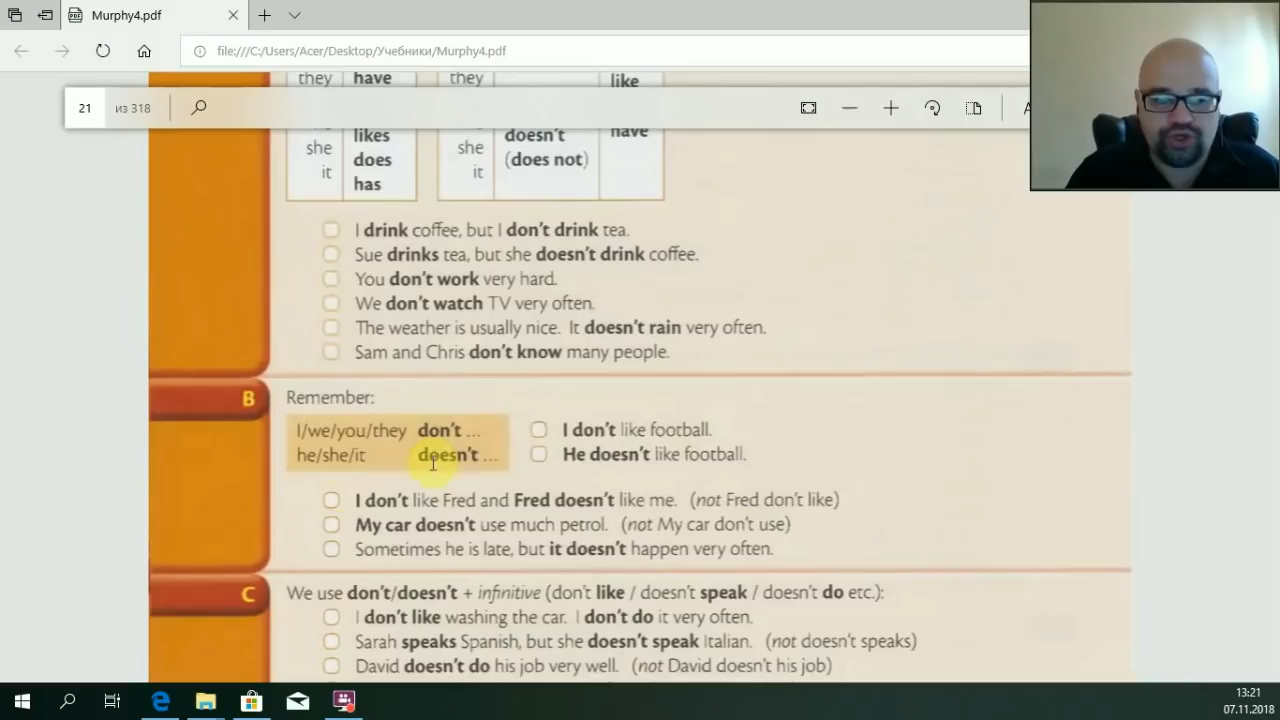 Murphy4.pdf
file:///C:/Users/Acer/Desktop/Учебники/Murphy4.pdf
they have they like
21 из 318
likes doesn't have
she does she (does not)
it has it
I drink coffee, but I don't drink tea.
Sue drinks tea, but she doesn't drink coffee.
You don't work very hard.
We don't watch TV very often.
The weather is usually nice. It doesn't rain very often.
Sam and Chris don't know many people.
B Remember:
I/we/you/they don't ... I don't like football.
he/she/it doesn't ... He doesn't like football.
I don't like Fred and Fred doesn't like me. (not Fred don't like)
My car doesn't use much petrol. (not My car don't use)
Sometimes he is late, but it doesn't happen very often.
C We use don't/doesn't + infinitive (don't like / doesn't speak / doesn't do etc.):
I don't like washing the car. I don't do it very often.
Sarah speaks Spanish, but she doesn't speak Italian. (not doesn't speaks)
David doesn't do his job very well. (not David doesn't his job)
13:21
07.11.2018